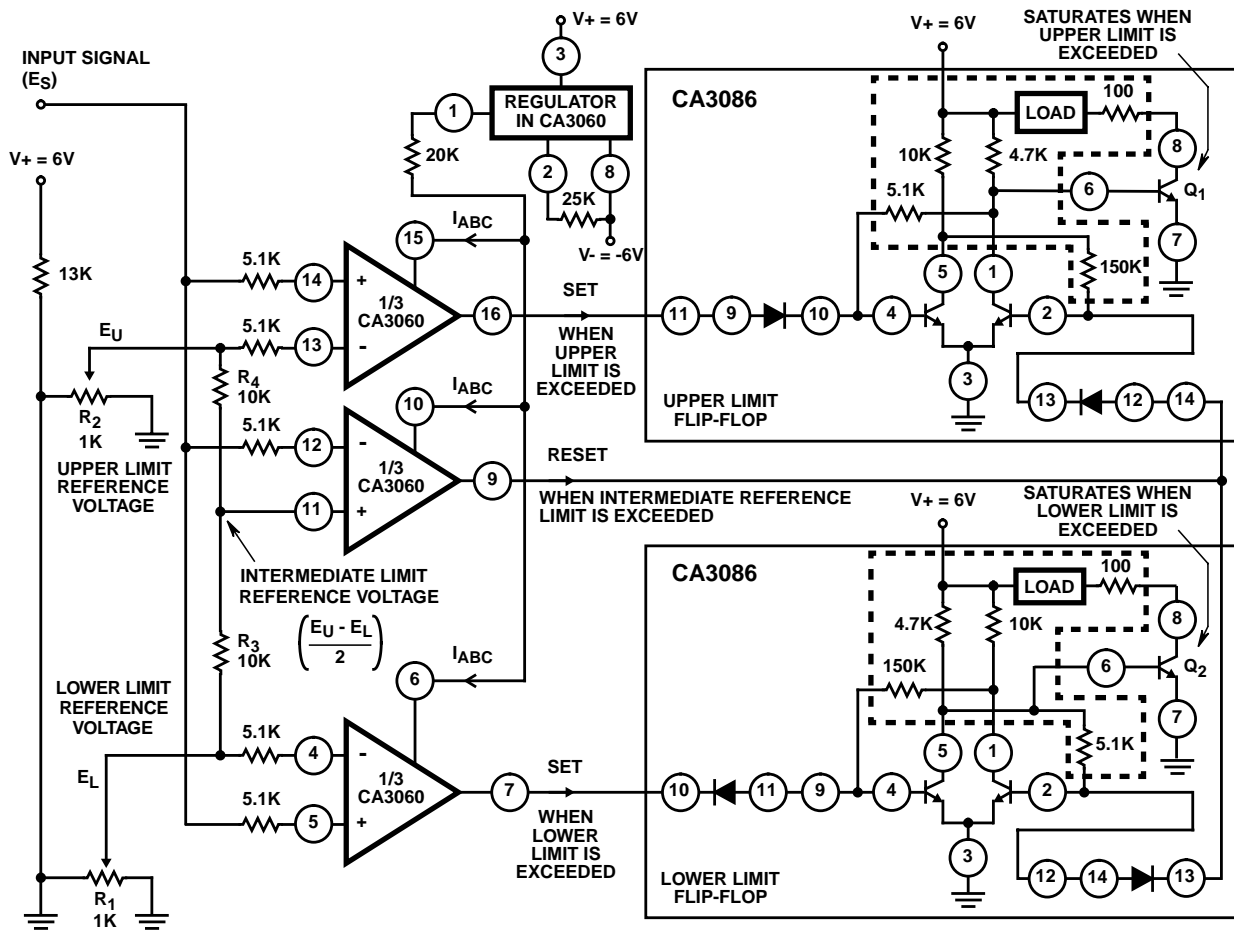 INPUT SIGNAL
(ES)
V+ = 6V
13K
EU
R2
1K
UPPER LIMIT
REFERENCE
VOLTAGE
LOWER LIMIT
REFERENCE
VOLTAGE
EL
R1
1K
V+ = 6V
3
REGULATOR
IN CA3060
1
20K
2
8
25K
V- = -6V
5.1K
14
+
1/3
CA3060
5.1K
13
-
15
IABC
16
SET
WHEN
UPPER
LIMIT IS
EXCEEDED
R4
10K
5.1K
12
-
1/3
CA3060
11
+
10
IABC
9
RESET
WHEN INTERMEDIATE REFERENCE
LIMIT IS EXCEEDED
INTERMEDIATE LIMIT
REFERENCE VOLTAGE
(EU - EL
2)
R3
10K
5.1K
4
-
1/3
CA3060
5.1K
5
+
6
IABC
7
SET
WHEN
LOWER
LIMIT IS
EXCEEDED
V+ = 6V
SATURATES WHEN
UPPER LIMIT IS
EXCEEDED
CA3086
LOAD
100
8
10K
4.7K
5.1K
6
Q1
7
150K
5
1
11
9
10
4
2
3
13
12
14
UPPER LIMIT
FLIP-FLOP
V+ = 6V
SATURATES WHEN
LOWER LIMIT IS
EXCEEDED
CA3086
LOAD
100
8
4.7K
10K
150K
6
Q2
7
5.1K
5
1
10
11
9
4
2
3
12
14
13
LOWER LIMIT
FLIP-FLOP